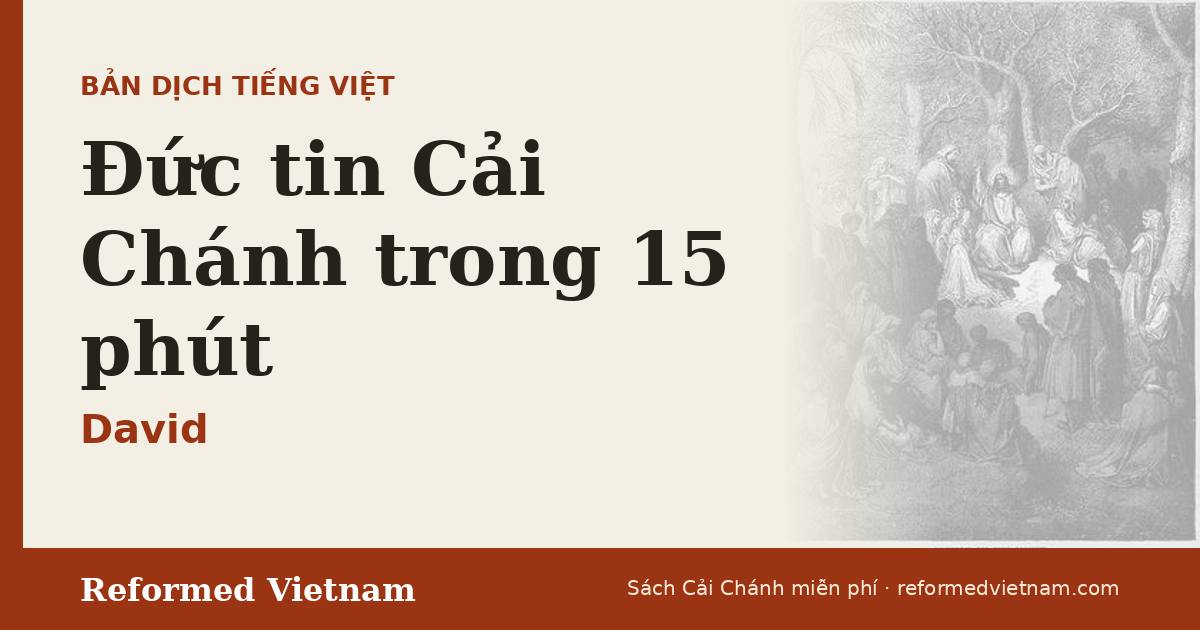 BẢN DỊCH TIẾNG VIỆT
Đức tin Cải
Chánh trong 15
phút
David
Reformed Vietnam
Sách Cải Chánh miễn phí · reformedvietnam.com